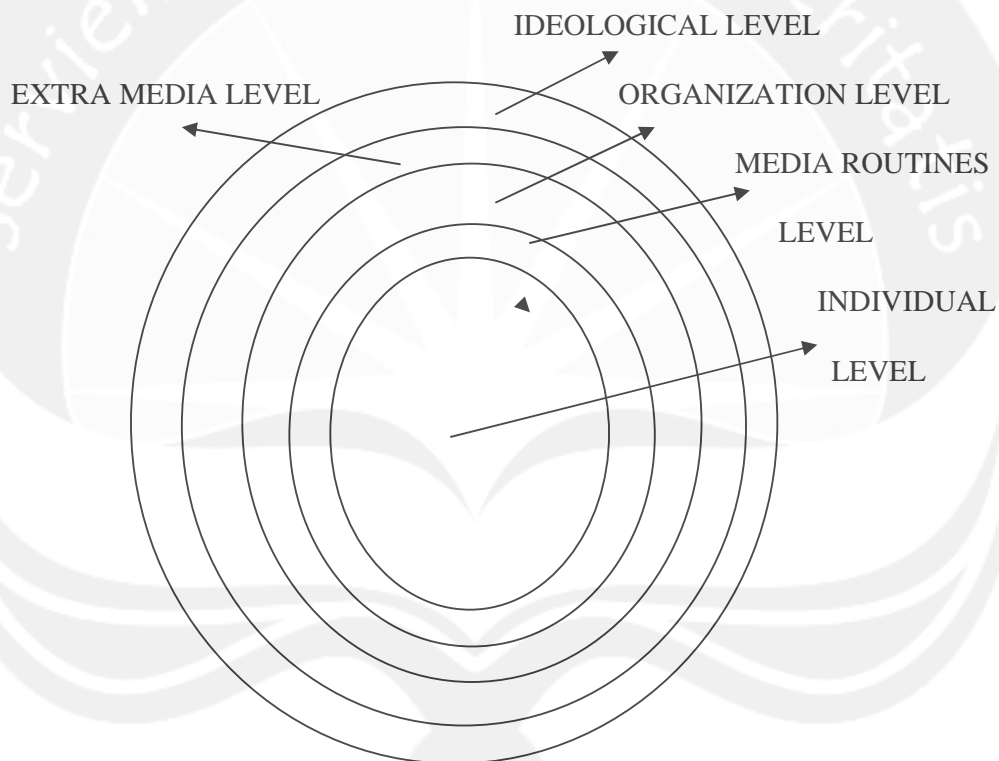 IDEOLOGICAL LEVEL
EXTRA MEDIA LEVEL
ORGANIZATION LEVEL
MEDIA ROUTINES
LEVEL
INDIVIDUAL
LEVEL